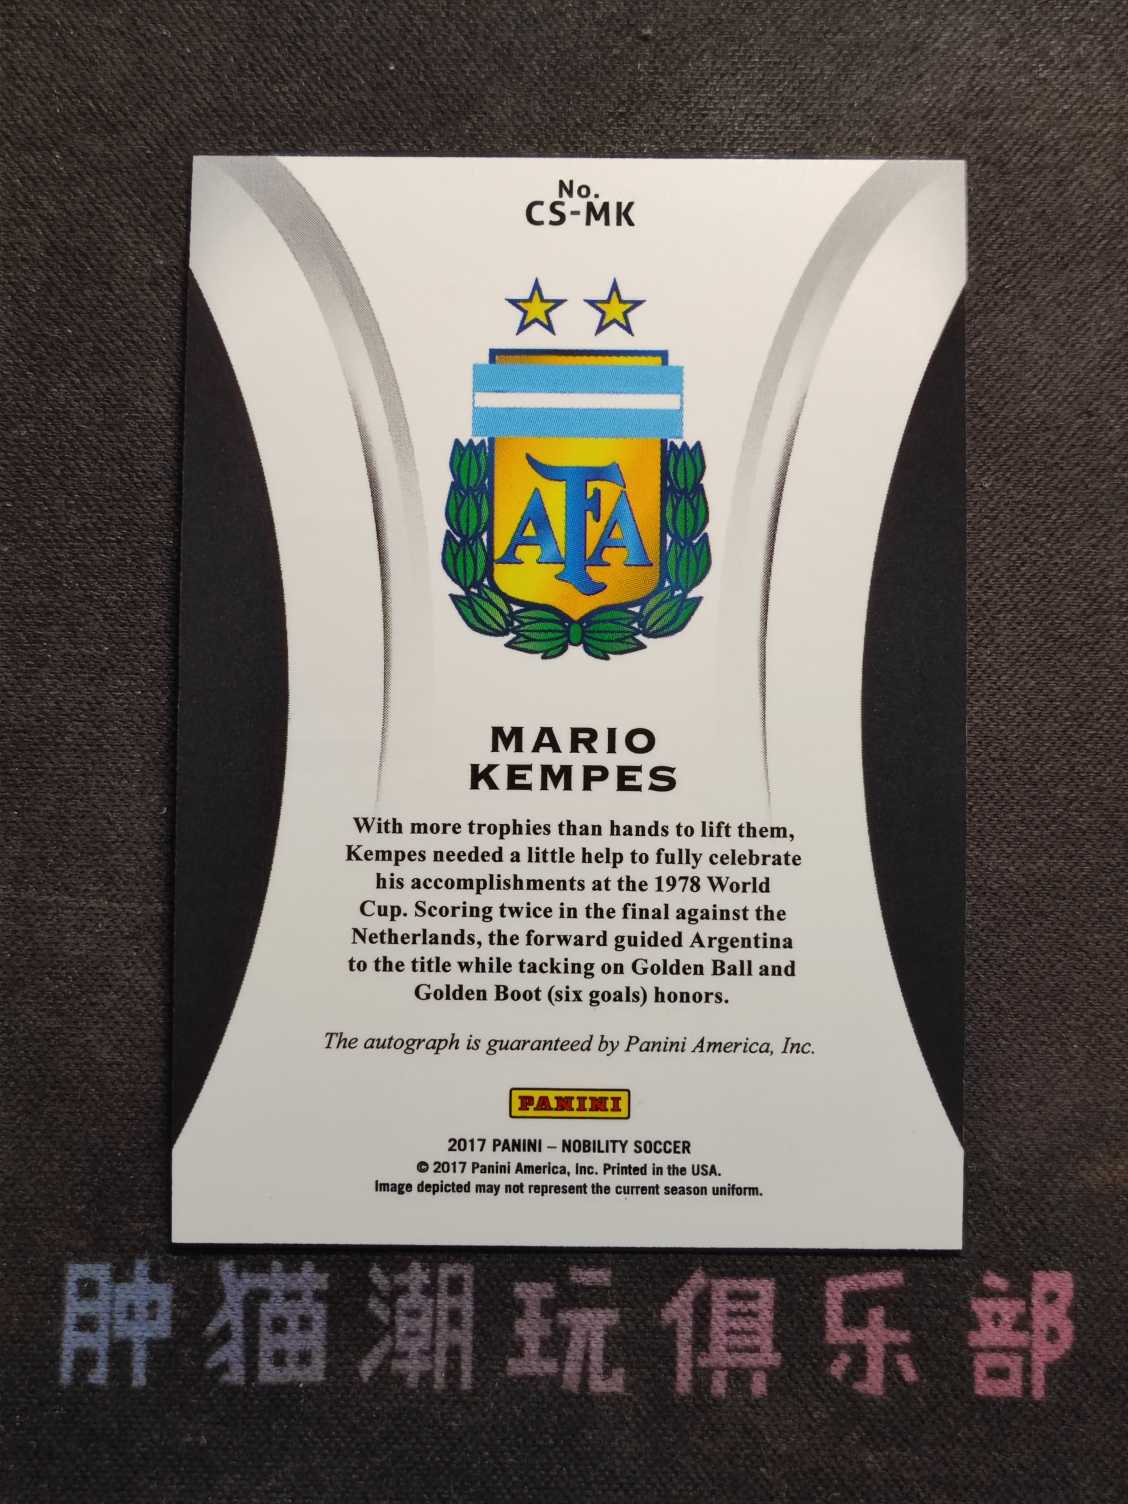 No.
CS-MK
AFA
MARIO
KEMPES
With more trophies than hands to lift them,
Kempes needed a little help to fully celebrate
his accomplishments at the 1978 World
Cup. Scoring twice in the final against the
Netherlands, the forward guided Argentina
to the title while tacking on Golden Ball and
Golden Boot (six goals) honors.
The autograph is guaranteed by Panini America, Inc.
PANINI
2017 PANINI – NOBILITY SOCCER
© 2017 Panini America, Inc. Printed in the USA.
Image depicted may not represent the current season uniform.
肿猫潮玩俱乐部